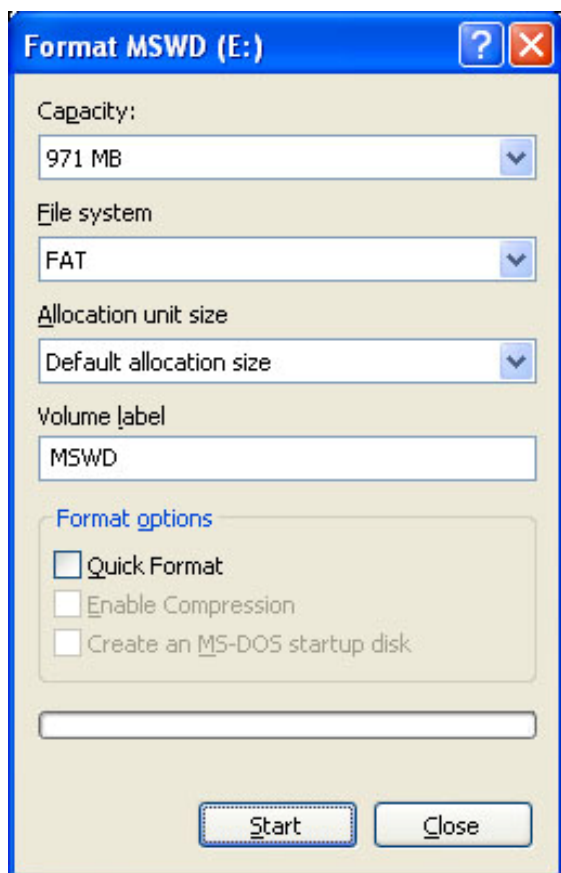 Format MSWD (E:)
Capacity:
971 MB
File system
FAT
Allocation unit size
Default allocation size
Volume label
MSWD
Format options
Quick Format
Enable Compression
Create an MS-DOS startup disk
Start
Close